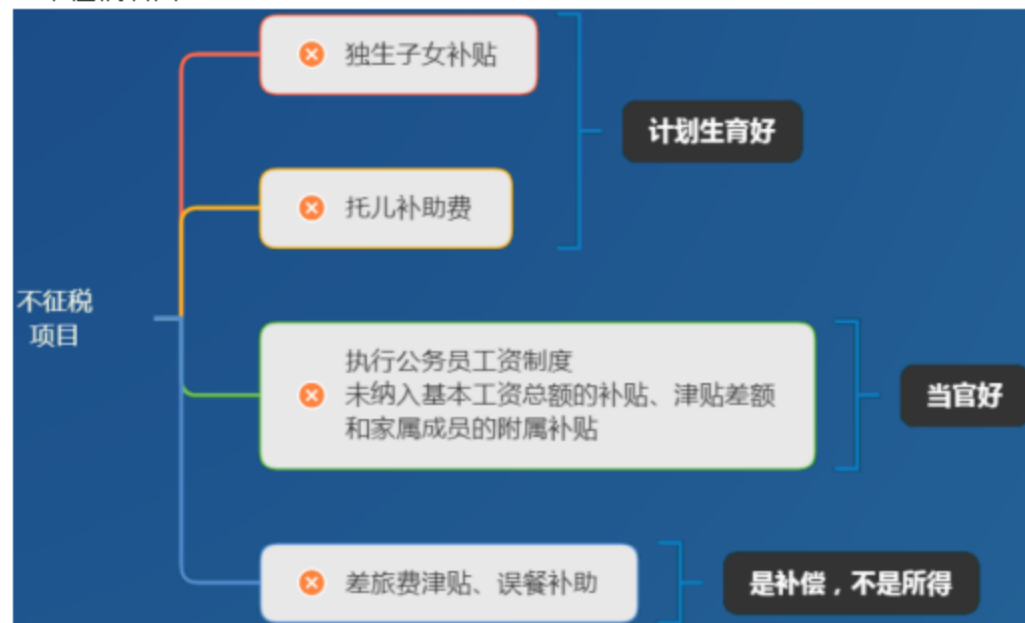 独生子女补贴
计划生育好
托儿补助费
不征税
项目
执行公务员工资制度
未纳入基本工资总额的补贴、津贴差额
和家属成员的附属补贴
当官好
差旅费津贴、误餐补助
是补偿，不是所得